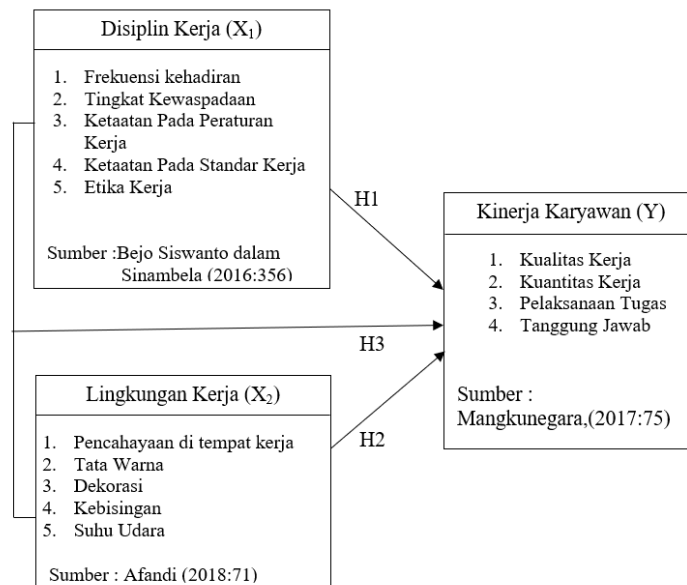 Disiplin Kerja (X₁)
1. Frekuensi kehadiran
2. Tingkat Kewaspadaan
3. Ketaatan Pada Peraturan
Kerja
4. Ketaatan Pada Standar Kerja
5. Etika Kerja
Sumber :Bejo Siswanto dalam
Sinambela (2016:356)
H1
Kinerja Karyawan (Y)
1. Kualitas Kerja
2. Kuantitas Kerja
3. Pelaksanaan Tugas
4. Tanggung Jawab
Sumber :
Mangkunegara,(2017:75)
H3
Lingkungan Kerja (X₂)
1. Pencahayaan di tempat kerja
2. Tata Warna
3. Dekorasi
4. Kebisingan
5. Suhu Udara
Sumber : Afandi (2018:71)
H2